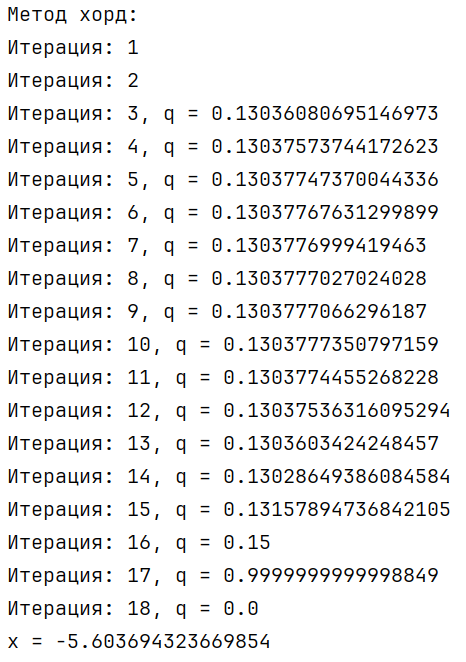 Метод хорд:
Итерация: 1
Итерация: 2
Итерация: 3, q = 0.13036080695146973
Итерация: 4, q = 0.13037573744172623
Итерация: 5, q = 0.13037747370044336
Итерация: 6, q = 0.13037767631299899
Итерация: 7, q = 0.1303776999419463
Итерация: 8, q = 0.1303777027024028
Итерация: 9, q = 0.1303777066296187
Итерация: 10, q = 0.1303777350797159
Итерация: 11, q = 0.1303774455268228
Итерация: 12, q = 0.13037536316095294
Итерация: 13, q = 0.1303603424248457
Итерация: 14, q = 0.13028649386084584
Итерация: 15, q = 0.13157894736842105
Итерация: 16, q = 0.15
Итерация: 17, q = 0.9999999999998849
Итерация: 18, q = 0.0
x = -5.603694323669854